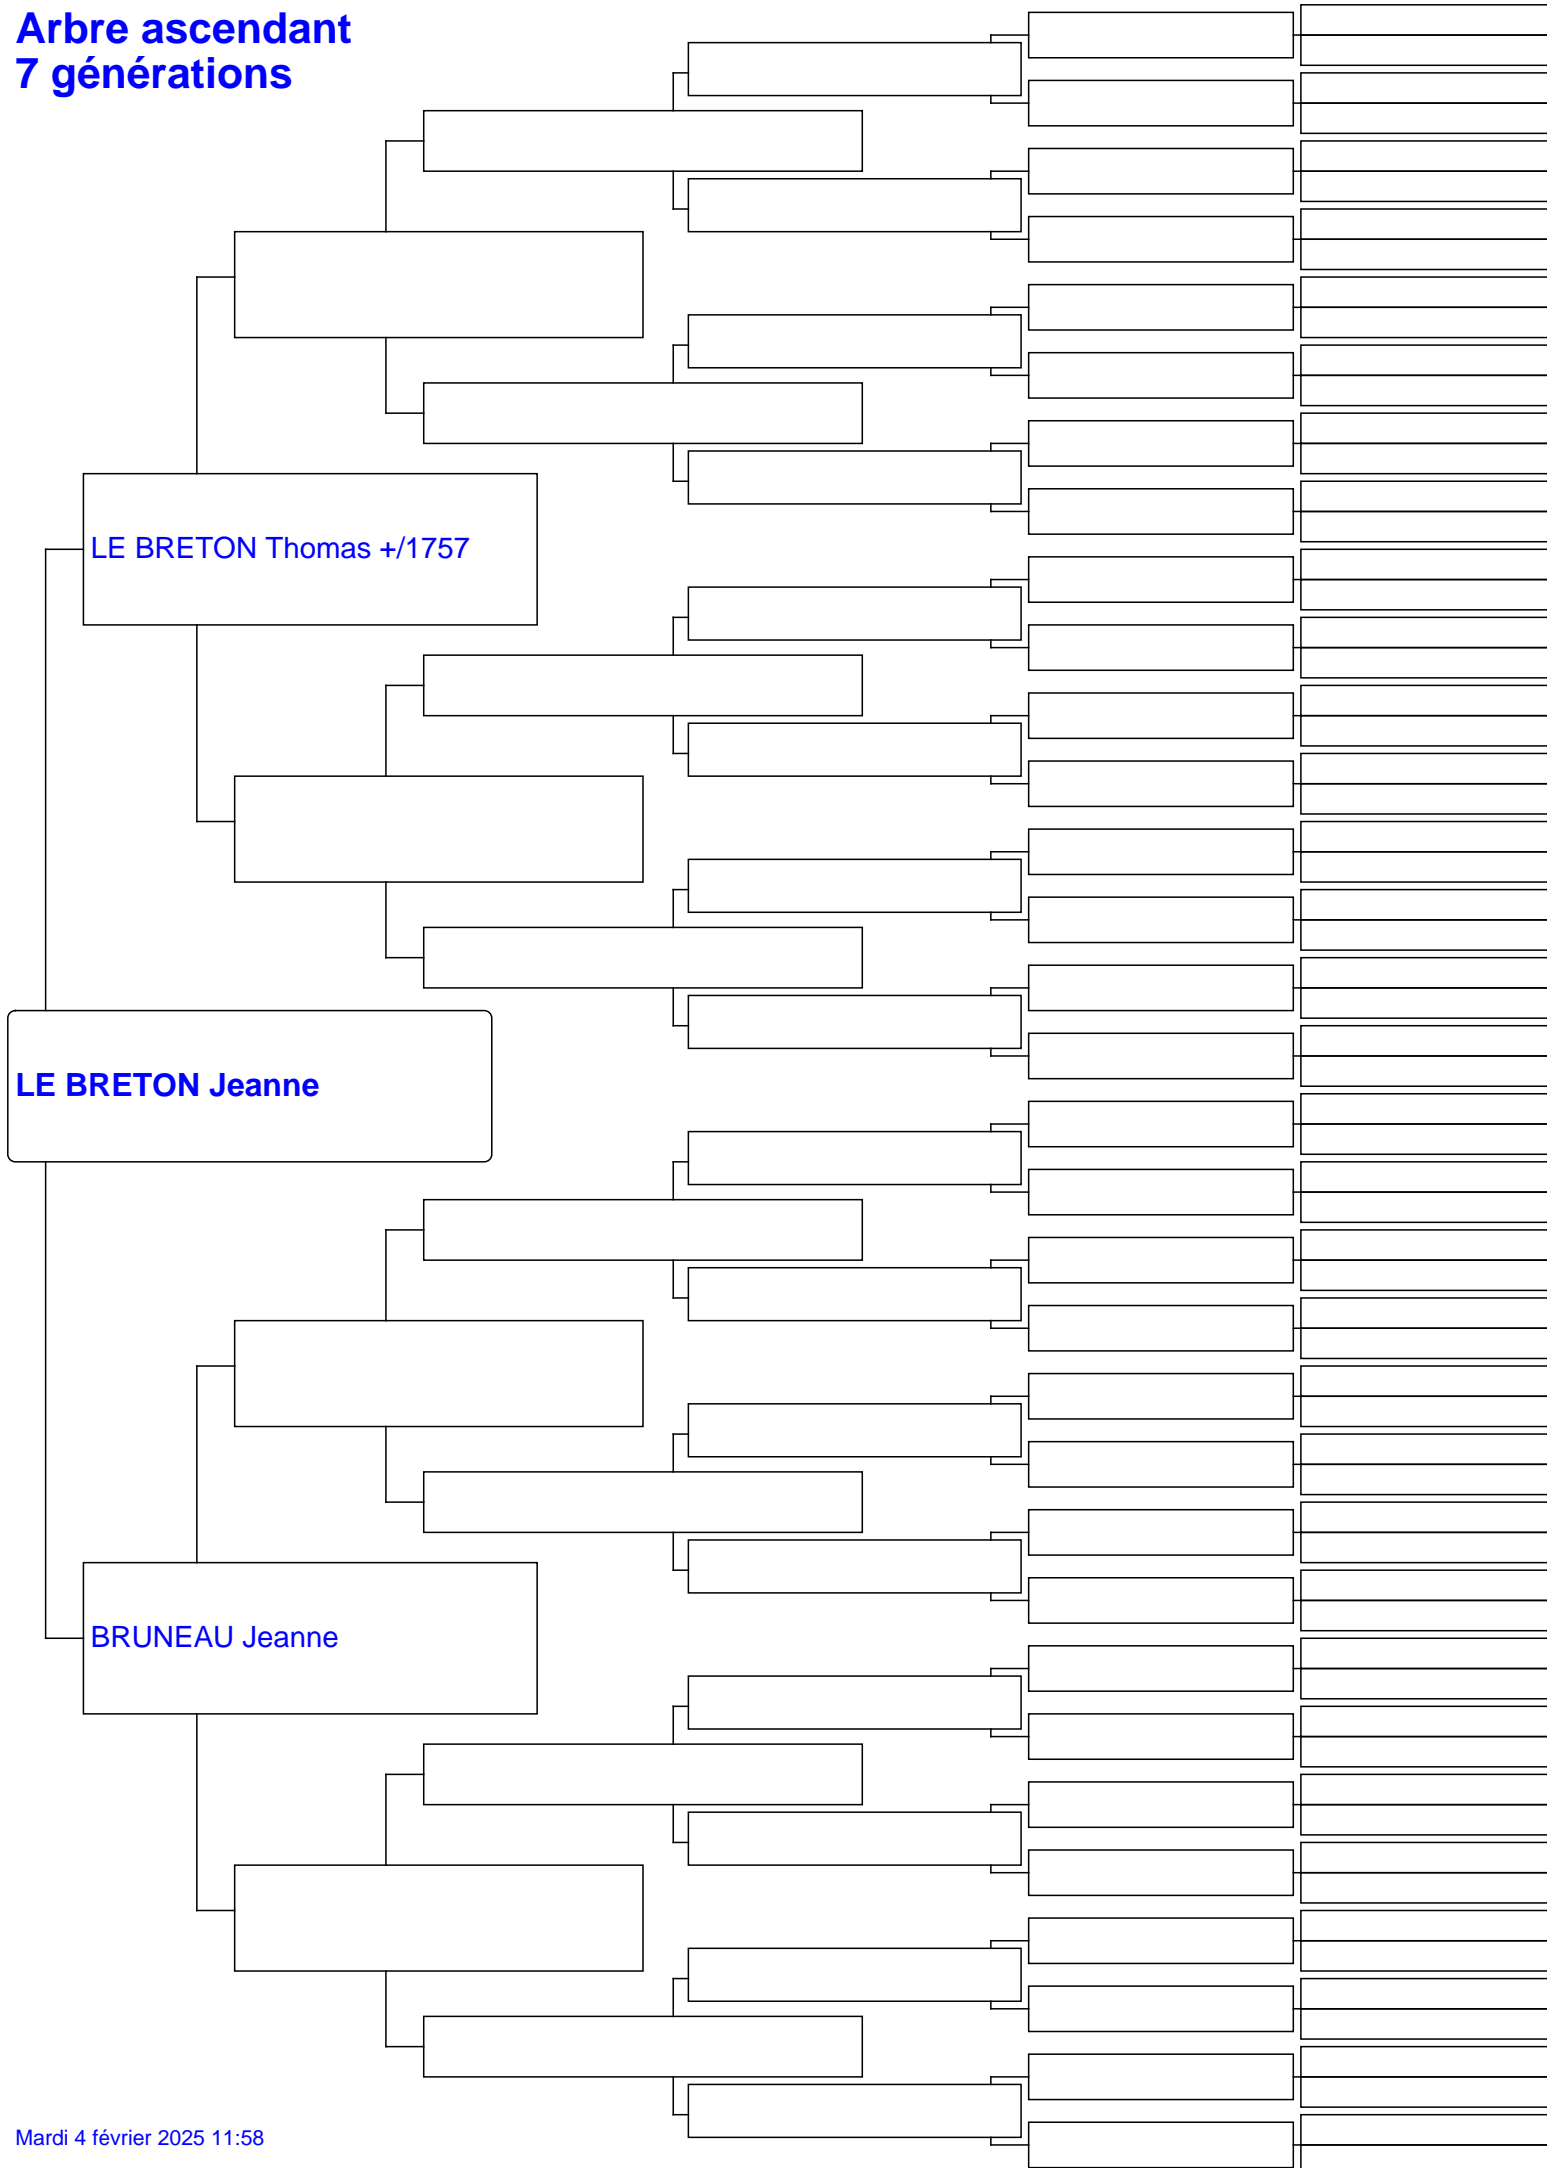 Arbre ascendant
7 générations
LE BRETON Thomas +/1757
LE BRETON Jeanne
BRUNEAU Jeanne
Mardi 4 février 2025 11:58